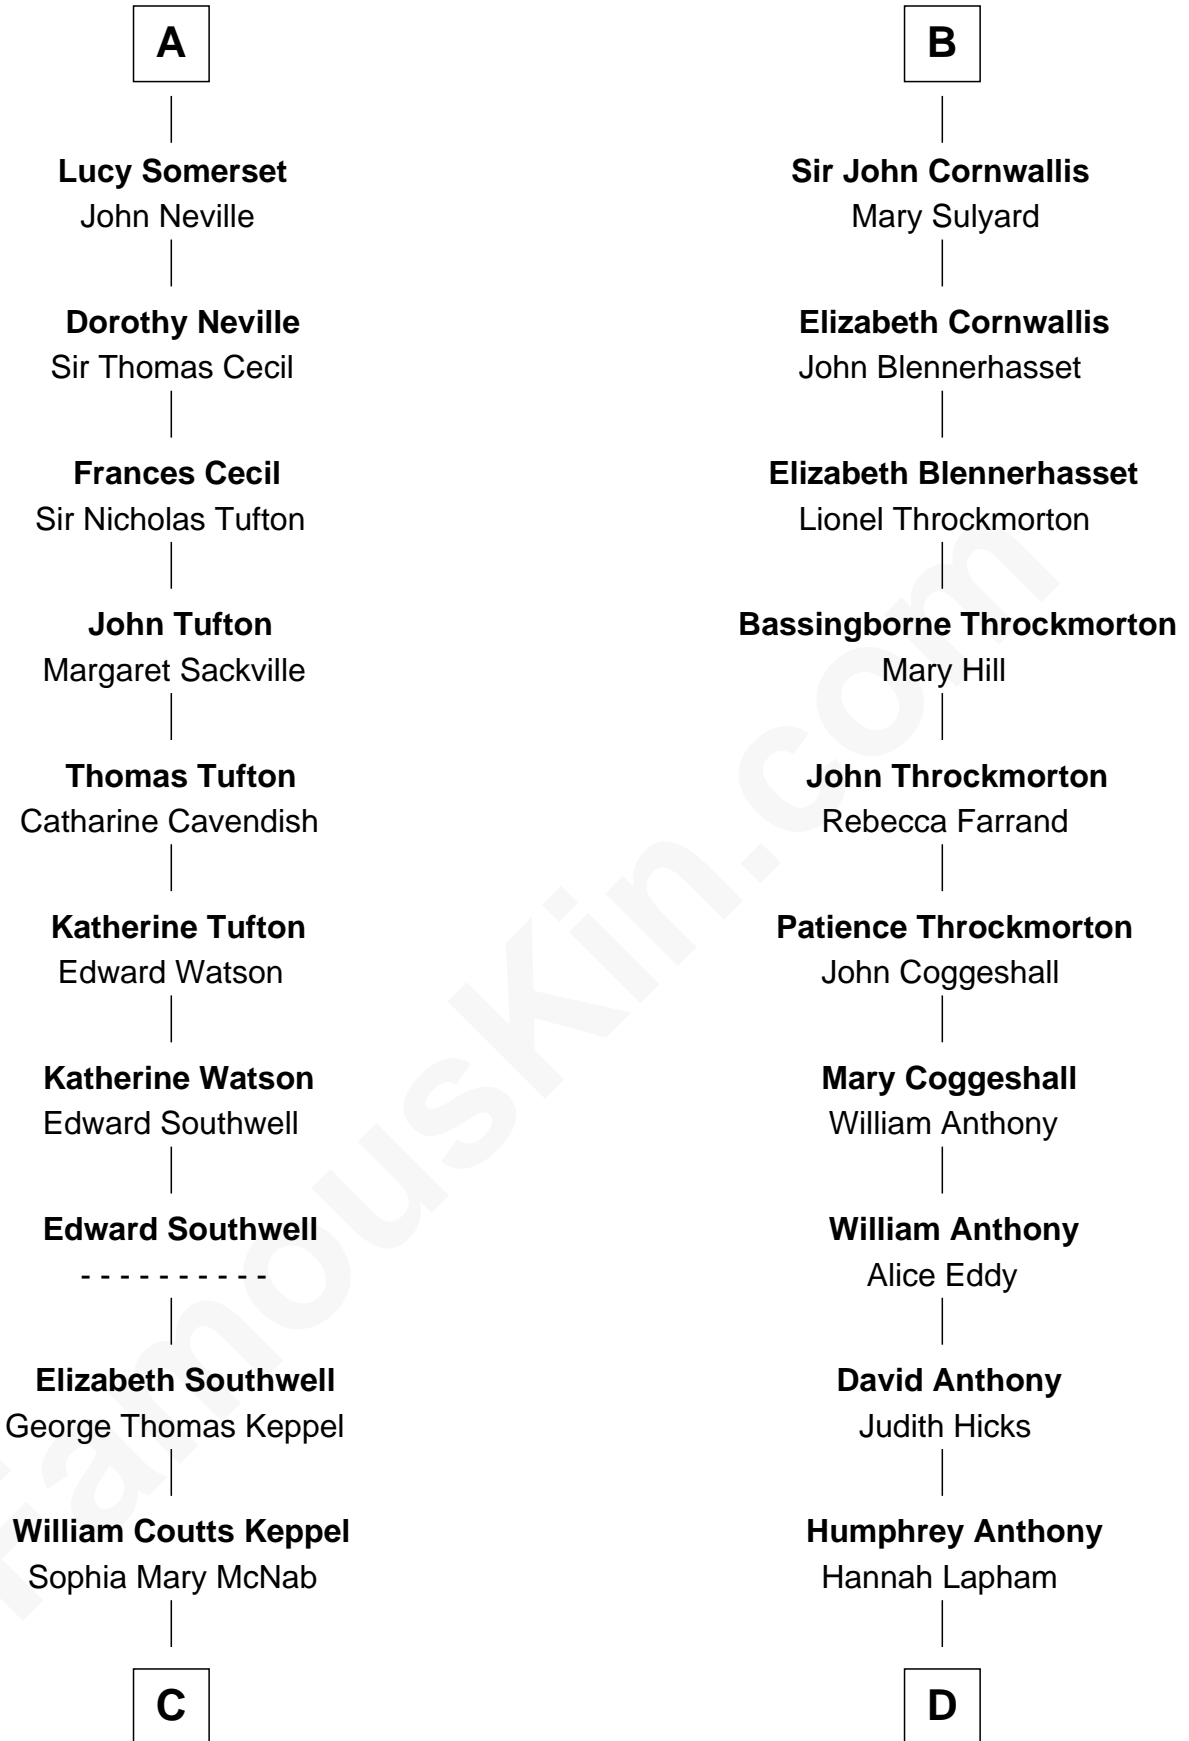 A
Lucy Somerset
John Neville
Dorothy Neville
Sir Thomas Cecil
Frances Cecil
Sir Nicholas Tufton
John Tufton
Margaret Sackville
Thomas Tufton
Catharine Cavendish
Katherine Tufton
Edward Watson
Katherine Watson
Edward Southwell
Edward Southwell
- - - - - - - - - -
Elizabeth Southwell
George Thomas Keppel
William Coutts Keppel
Sophia Mary McNab
C
B
Sir John Cornwallis
Mary Sulyard
Elizabeth Cornwallis
John Blennerhasset
Elizabeth Blennerhasset
Lionel Throckmorton
Bassingborne Throckmorton
Mary Hill
John Throckmorton
Rebecca Farrand
Patience Throckmorton
John Coggeshall
Mary Coggeshall
William Anthony
William Anthony
Alice Eddy
David Anthony
Judith Hicks
Humphrey Anthony
Hannah Lapham
D
FamousKin.com